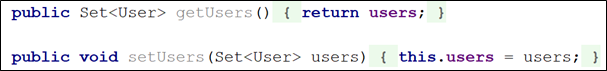 public Set<User> getUsers() { return users; }
public void setUsers(Set<User> users) { this.users = users; }